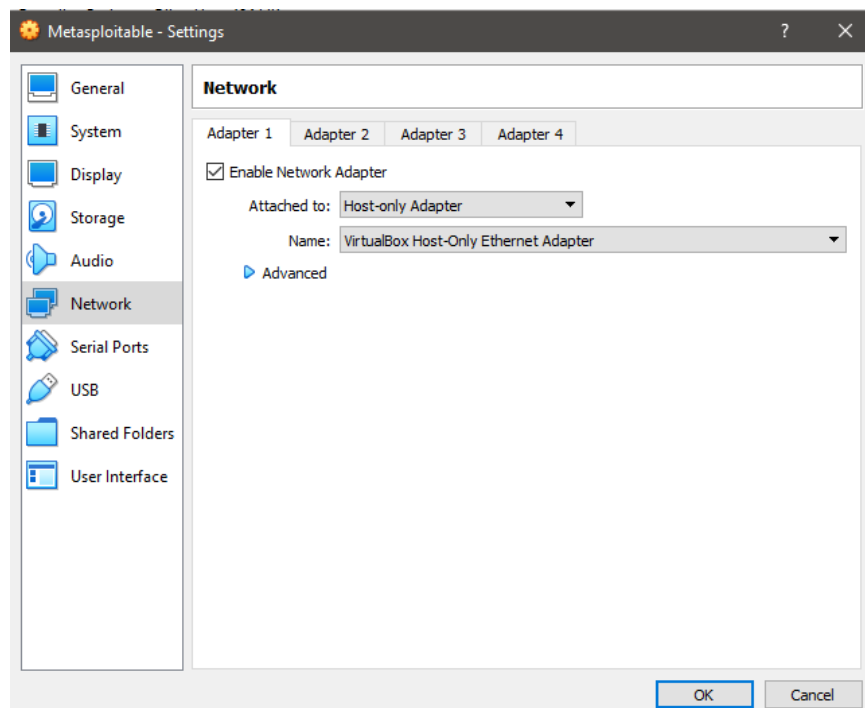 Metasploitable - Settings ? ×
General
System
Display
Storage
Audio
Network
Serial Ports
USB
Shared Folders
User Interface
Network
Adapter 1 Adapter 2 Adapter 3 Adapter 4
Enable Network Adapter
Attached to: Host-only Adapter
Name: VirtualBox Host-Only Ethernet Adapter
Advanced
OK Cancel